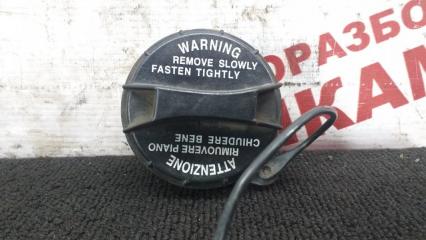 WARNING
REMOVE SLOWLY
FASTEN TIGHTLY
ATTENZIONE
RIMUOVERE PIANO
CHIUDERE BENE
ОРАЗБО
КАМ